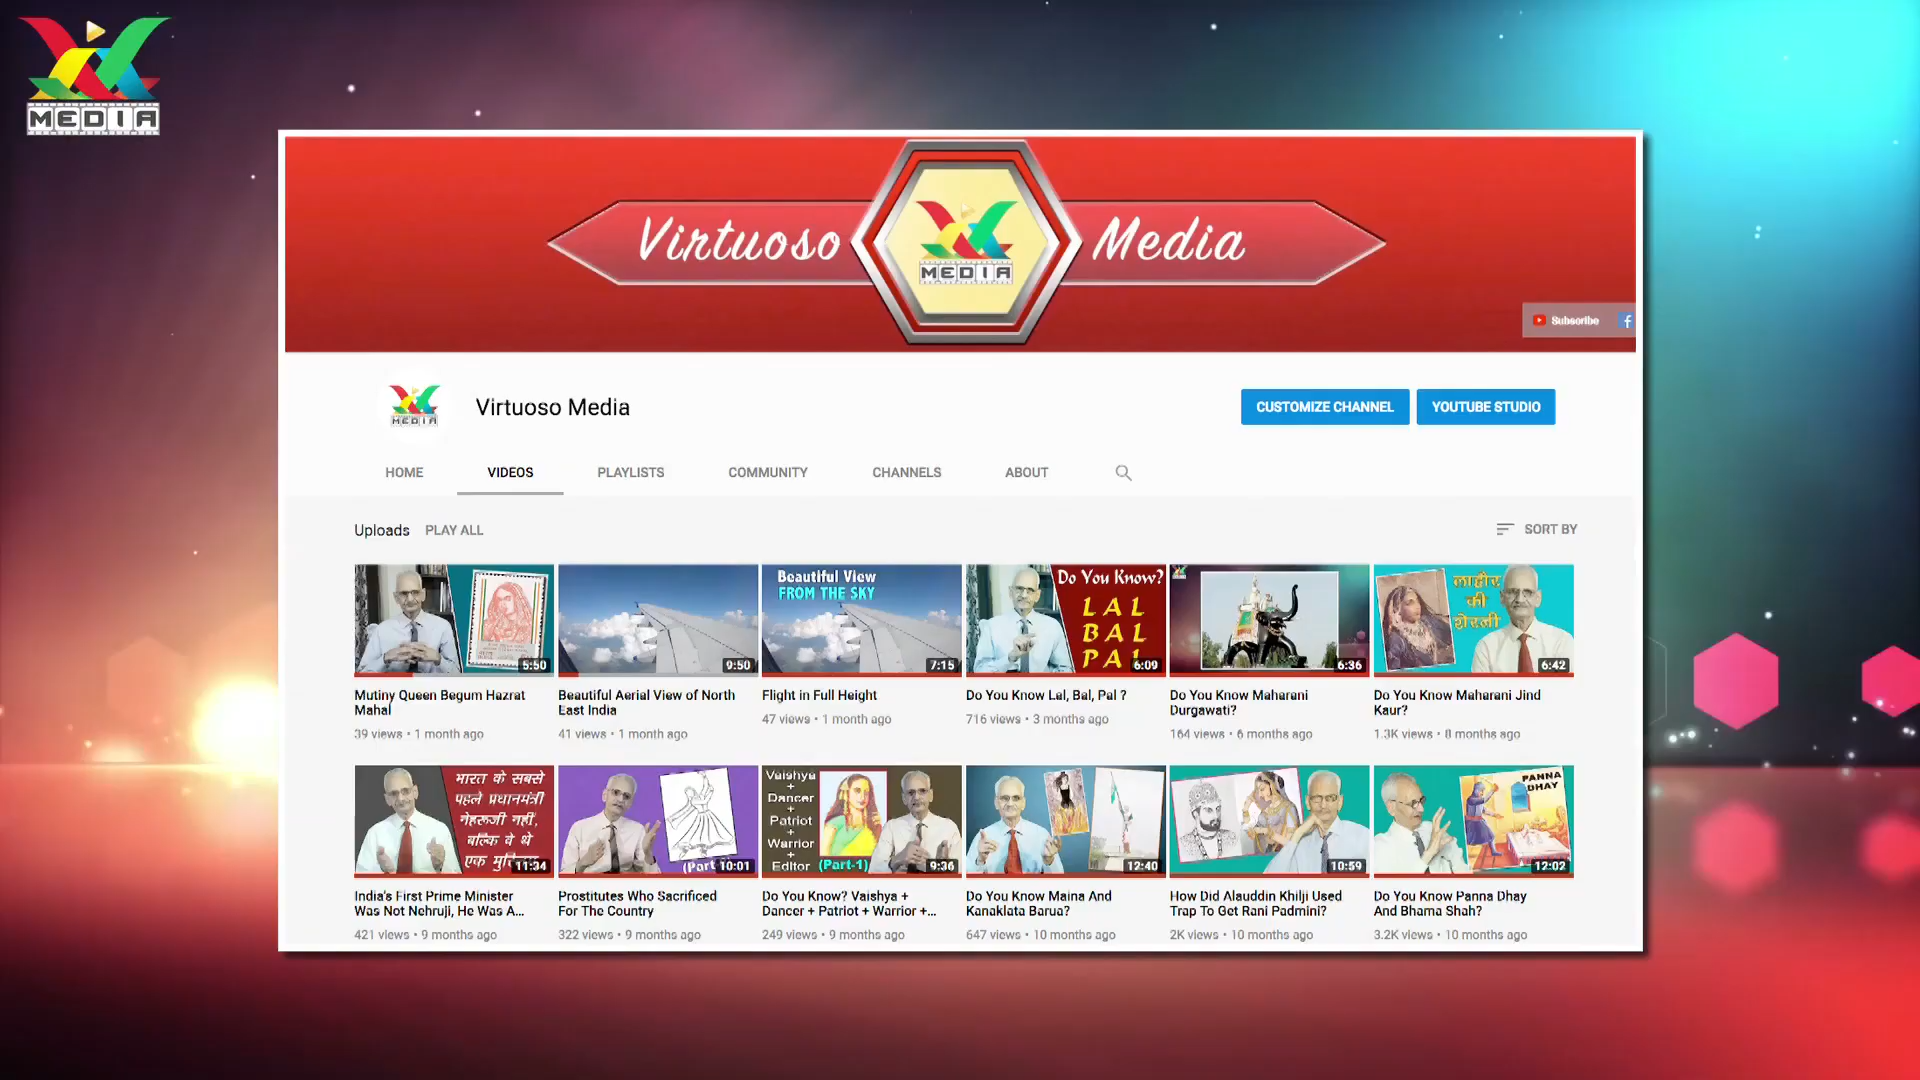 MEDIA
Virtuoso
MEDIA
Media
Subscribe
MEDIA
Virtuoso Media
CUSTOMIZE CHANNEL
YOUTUBE STUDIO
HOME
VIDEOS
PLAYLISTS
COMMUNITY
CHANNELS
ABOUT
Uploads
PLAY ALL
SORT BY
5:50
9:50
Beautiful View
FROM THE SKY
7:15
Do You Know?
LAL
BAL
PAL
6:09
6:36
लाहौर
की
शेरनी
6:42
Mutiny Queen Begum Hazrat
Mahal
39 views • 1 month ago
Beautiful Aerial View of North
East India
41 views • 1 month ago
Flight in Full Height
47 views • 1 month ago
Do You Know Lal, Bal, Pal ?
716 views • 3 months ago
Do You Know Maharani
Durgawati?
164 views • 6 months ago
Do You Know Maharani Jind
Kaur?
1.3K views • 8 months ago
भारत के सबसे
पहले प्रधानमंत्री
नेहरूजी नहीं,
बल्कि वे थे
एक
11:34
(Part
10:01
Vaishya
+
Dancer
+
Patriot
+
Warrior
+
Editor
(Part-1)
9:36
12:40
10:59
PANNA
DHAY
12:02
India's First Prime Minister
Was Not Nehruji, He Was A...
421 views • 9 months ago
Prostitutes Who Sacrificed
For The Country
322 views • 9 months ago
Do You Know? Vaishya +
Dancer + Patriot + Warrior +...
249 views • 9 months ago
Do You Know Maina And
Kanaklata Barua?
647 views • 10 months ago
How Did Alauddin Khilji Used
Trap To Get Rani Padmini?
2K views • 10 months ago
Do You Know Panna Dhay
And Bhama Shah?
3.2K views • 10 months ago